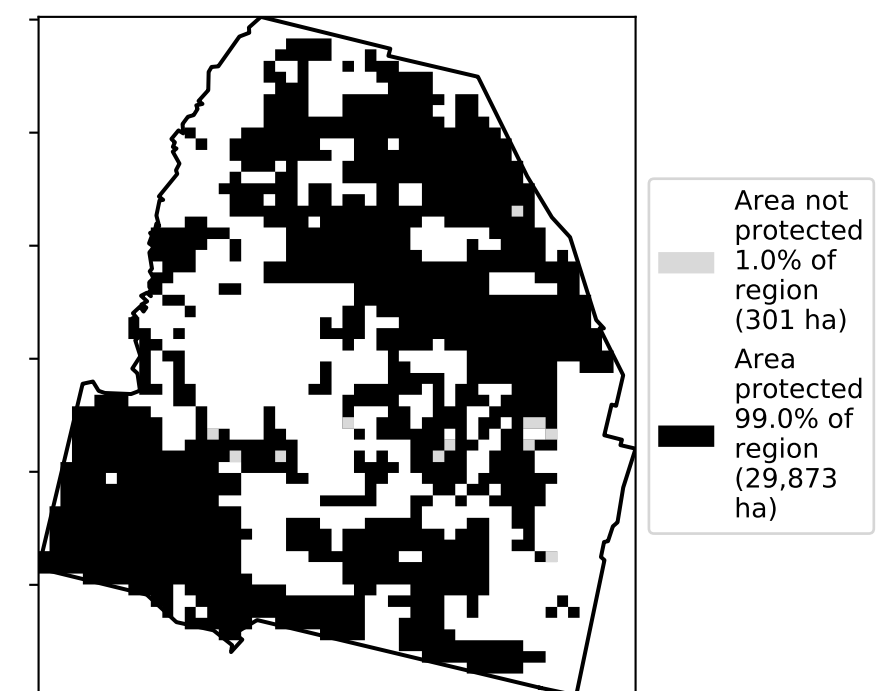 Area not
protected
1.0% of
region
(301 ha)
Area
protected
99.0% of
region
(29,873
ha)